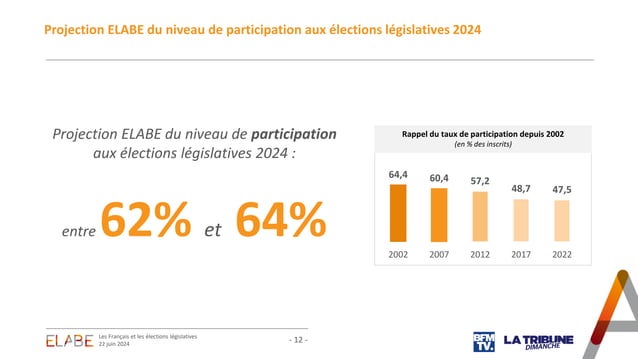 Projection ELABE du niveau de participation aux élections législatives 2024
Projection ELABE du niveau de participation
aux élections législatives 2024 :
entre 62% et 64%
Rappel du taux de participation depuis 2002
(en % des inscrits)
64,4 60,4 57,2 48,7 47,5
2002 2007 2012 2017 2022
ELABE
Les Français et les élections législatives
22 juin 2024
- 12 -
BFM
TV.
LA TRIBUNE
DIMANCHE